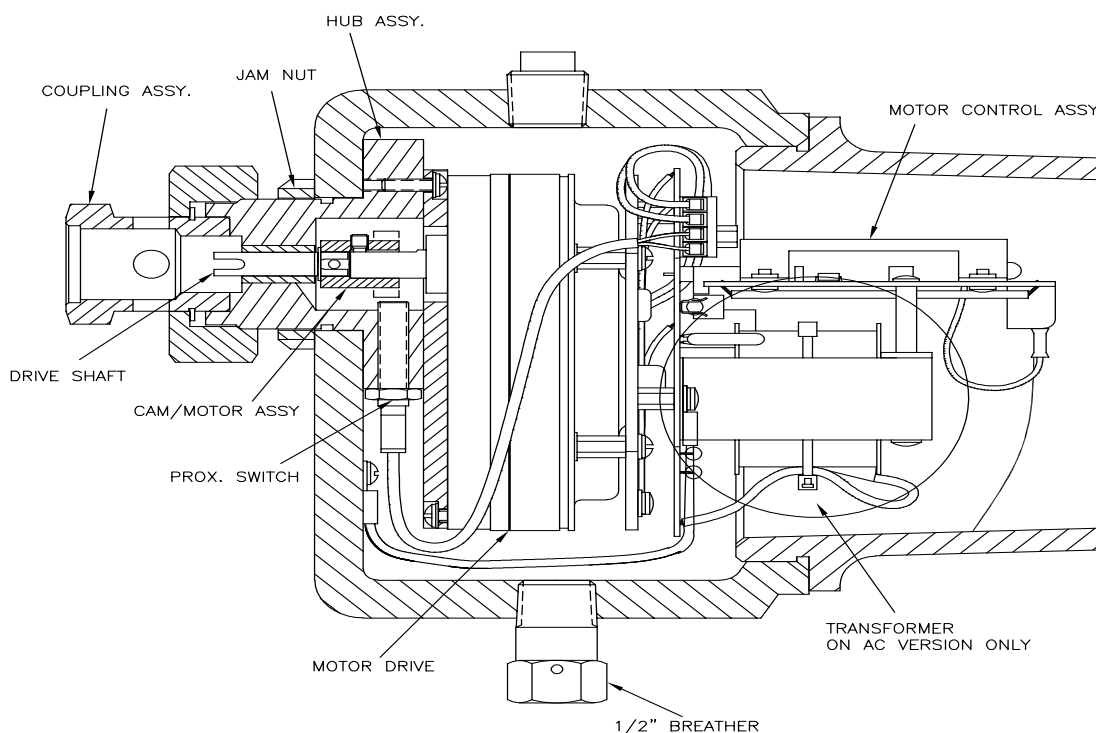 HUB ASSY.
JAM NUT
COUPLING ASSY.
MOTOR CONTROL ASSY
DRIVE SHAFT
CAM/MOTOR ASSY
PROX. SWITCH
TRANSFORMER
ON AC VERSION ONLY
MOTOR DRIVE
1/2" BREATHER